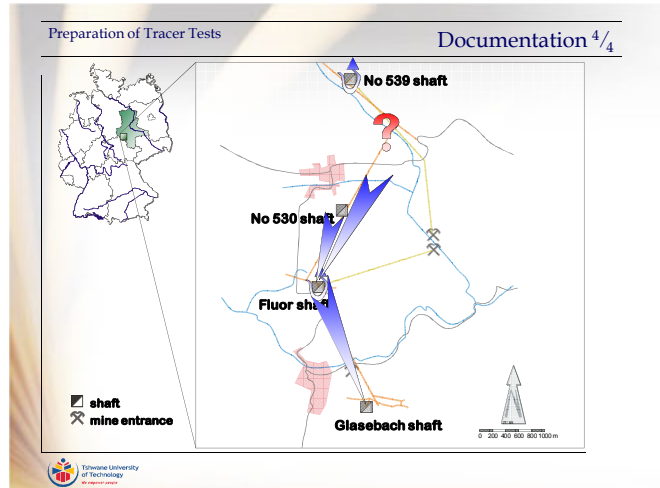 Preparation of Tracer Tests
Documentation 4/4
No 539 shaft
?
No 530 shaft
Fluor shaft
Glasebach shaft
shaft
mine entrance
0 200 400 600 800 1000 m
Tshwane University
of Technology
We empower people